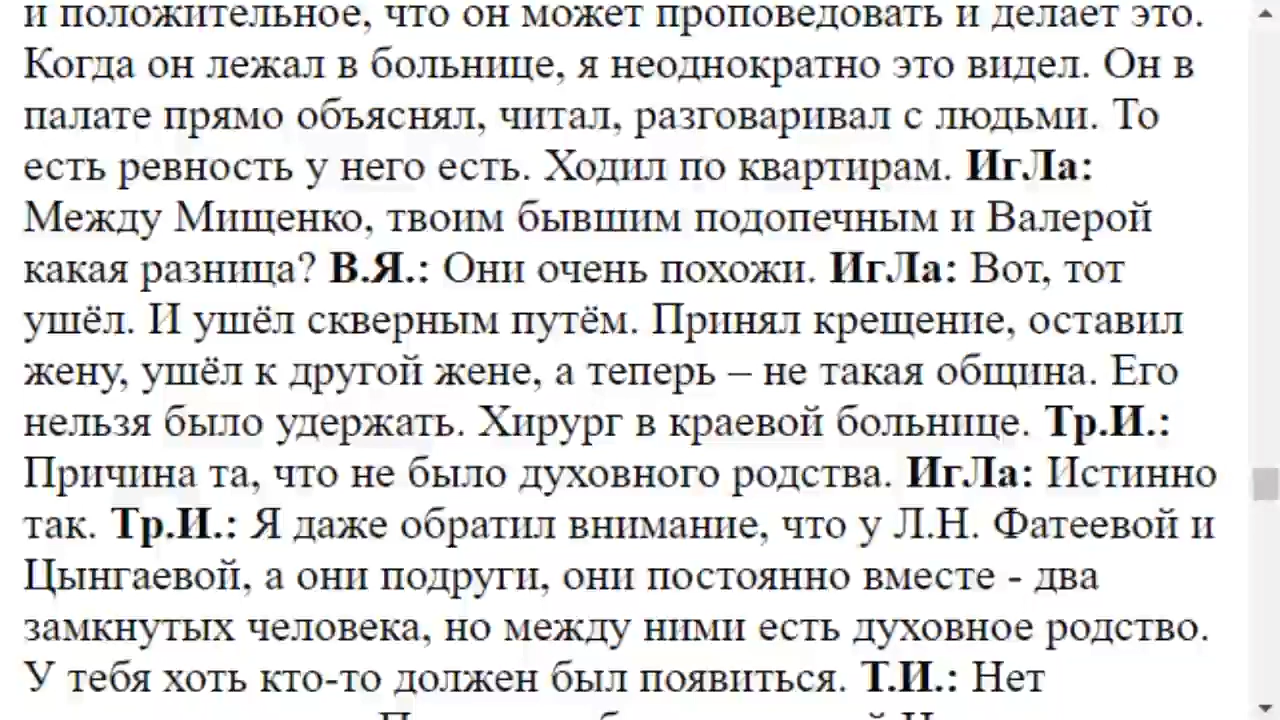 и положительное, что он может проповедовать и делает это.
Когда он лежал в больнице, я неоднократно это видел. Он в
палате прямо объяснял, читал, разговаривал с людьми. То
есть ревность у него есть. Ходил по квартирам. ИгЛа:
Между Мищенко, твоим бывшим подопечным и Валерой
какая разница? В.Я.: Они очень похожи. ИгЛа: Вот, тот
ушёл. И ушёл скверным путём. Принял крещение, оставил
жену, ушёл к другой жене, а теперь – не такая община. Его
нельзя было удержать. Хирург в краевой больнице. Тр.И.:
Причина та, что не было духовного родства. ИгЛа: Истинно
так. Тр.И.: Я даже обратил внимание, что у Л.Н. Фатеевой и
Цынгаевой, а они подруги, они постоянно вместе - два
замкнутых человека, но между ними есть духовное родство.
У тебя хоть кто-то должен был появиться. Т.И.: Нет